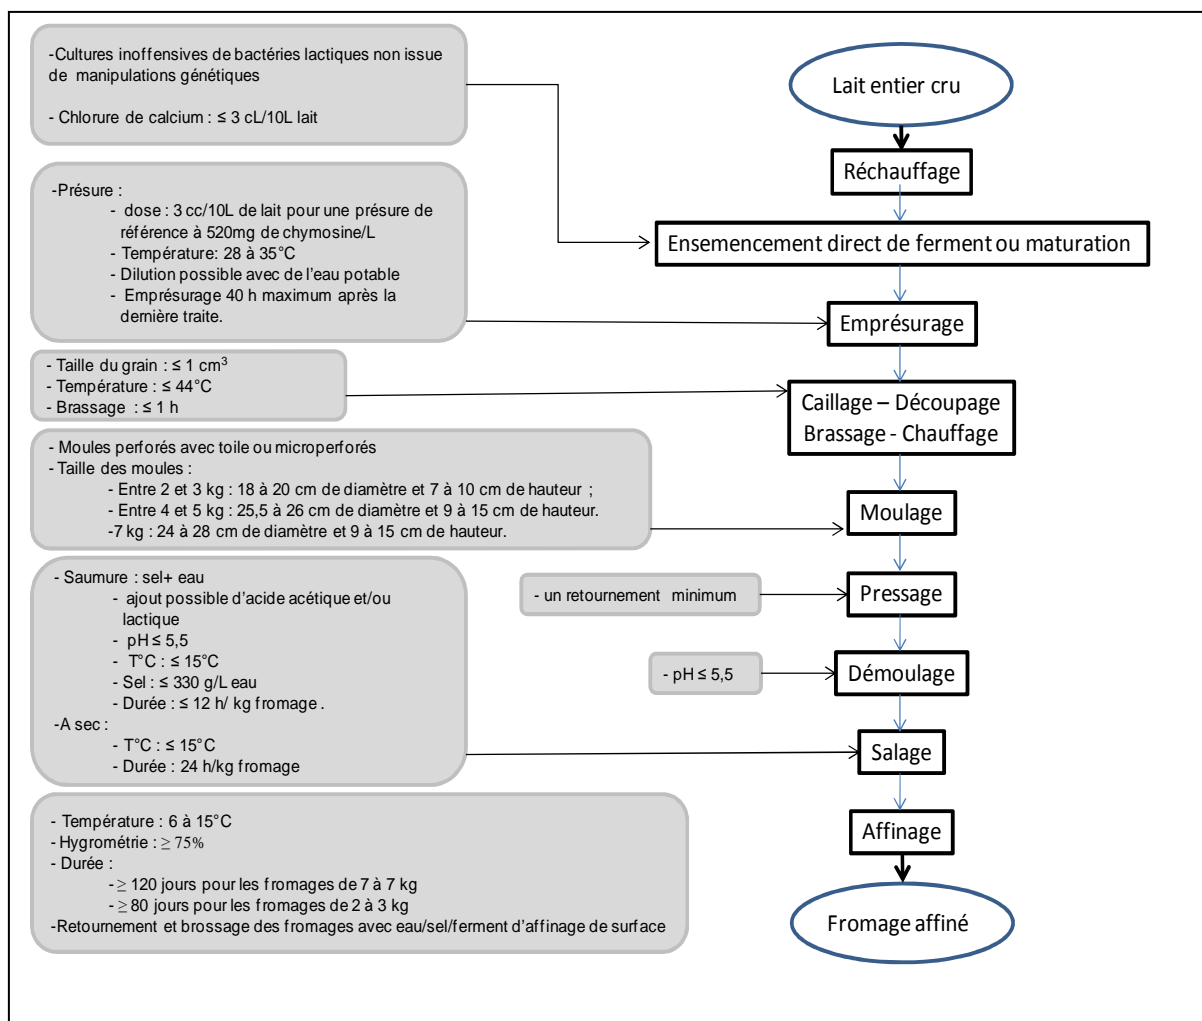 -Cultures inoffensives de bactéries lactiques non issue
de manipulations génétiques
- Chlorure de calcium : ≤ 3 cL/10L lait
-Présure :
- dose : 3 cc/10L de lait pour une présure de
référence à 520mg de chymosine/L
- Température: 28 à 35°C
- Dilution possible avec de l'eau potable
- Emprésurage 40 h maximum après la
dernière traite.
- Taille du grain : ≤ 1 cm³
- Température : ≤ 44°C
- Brassage : ≤ 1 h
- Moules perforés avec toile ou microperforés
- Taille des moules :
- Entre 2 et 3 kg : 18 à 20 cm de diamètre et 7 à 10 cm de hauteur ;
- Entre 4 et 5 kg : 25,5 à 26 cm de diamètre et 9 à 15 cm de hauteur.
-7 kg : 24 à 28 cm de diamètre et 9 à 15 cm de hauteur.
- Saumure : sel+ eau
- ajout possible d'acide acétique et/ou
lactique
- pH ≤ 5,5
- T°C : ≤ 15°C
- Sel : ≤ 330 g/L eau
- Durée : ≤ 12 h/ kg fromage .
-A sec :
- T°C : ≤ 15°C
- Durée : 24 h/kg fromage
- Température : 6 à 15°C
- Hygrométrie : ≥ 75%
- Durée :
- ≥ 120 jours pour les fromages de 7 à 7 kg
- ≥ 80 jours pour les fromages de 2 à 3 kg
-Retournement et brossage des fromages avec eau/sel/ferment d'affinage de surface
- un retournement minimum
- pH ≤ 5,5
Lait entier cru
Réchauffage
Ensemencement direct de ferment ou maturation
Emprésurage
Caillage – Découpage
Brassage - Chauffage
Moulage
Pressage
Démoulage
Salage
Affinage
Fromage affiné